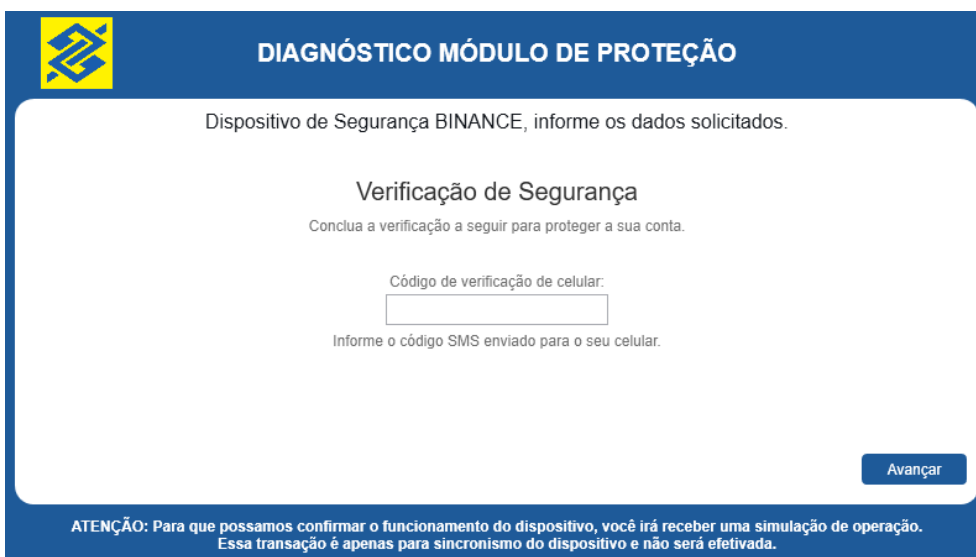 DIAGNÓSTICO MÓDULO DE PROTEÇÃO
Dispositivo de Segurança BINANCE, informe os dados solicitados.
Verificação de Segurança
Conclua a verificação a seguir para proteger a sua conta.
Código de verificação de celular:
Informe o código SMS enviado para o seu celular.
Avançar
ATENÇÃO: Para que possamos confirmar o funcionamento do dispositivo, você irá receber uma simulação de operação.
Essa transação é apenas para sincronismo do dispositivo e não será efetivada.